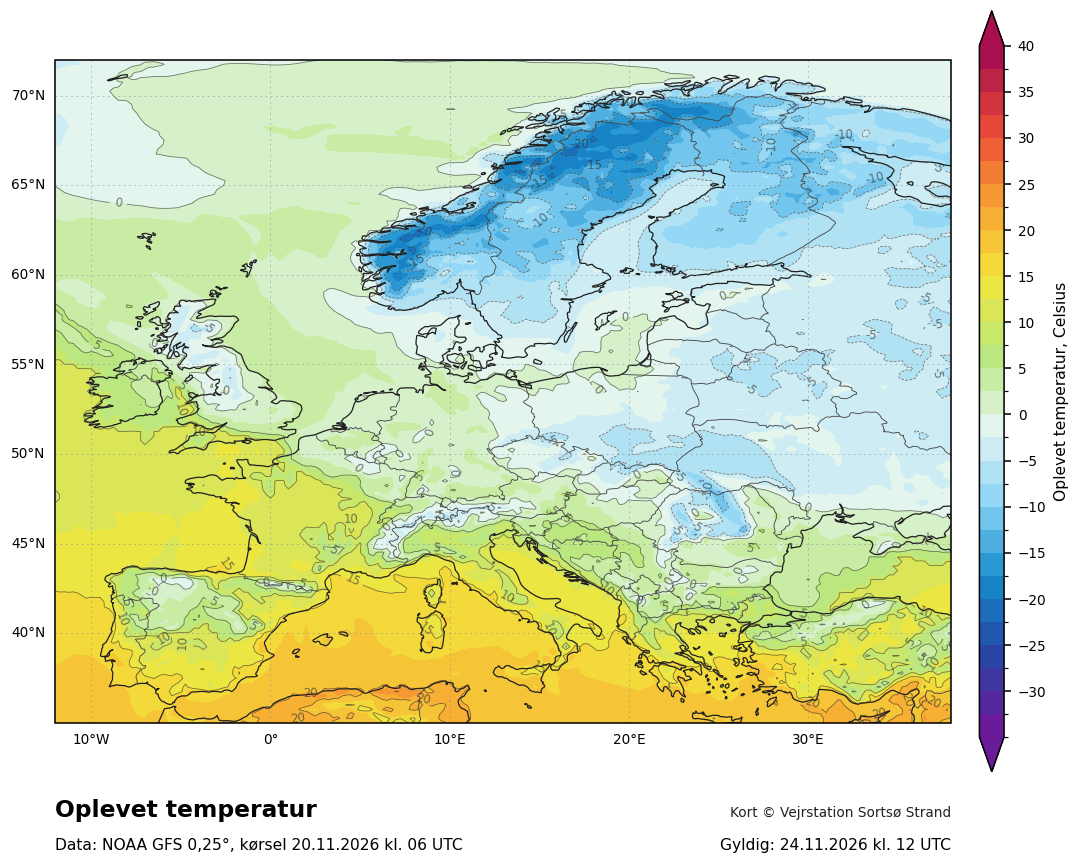 40
35
30
25
20
15
10
5
0
−5
−10
−15
−20
−25
−30
Oplevet temperatur, Celsius
70°N
65°N
60°N
55°N
50°N
45°N
40°N
10°W
0°
10°E
20°E
30°E
Oplevet temperatur
Kort © Vejrstation Sortsø Strand
Data: NOAA GFS 0,25°, kørsel 20.11.2026 kl. 06 UTC
Gyldig: 24.11.2026 kl. 12 UTC